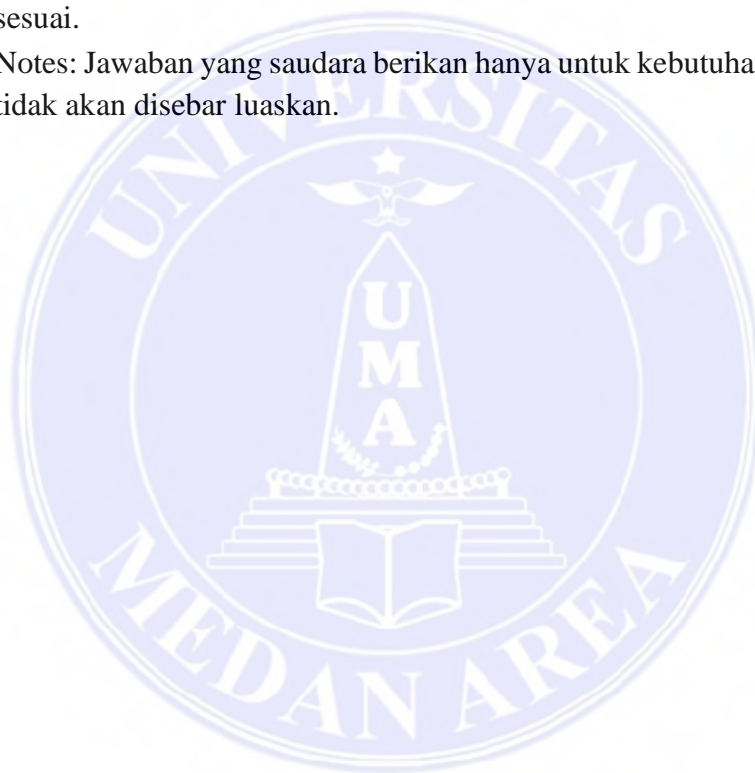 sesuai.
Notes: Jawaban yang saudara berikan hanya untuk kebutuha
tidak akan disebar luaskan.
UNIVERSITAS
U
M
A
MEDAN AREA